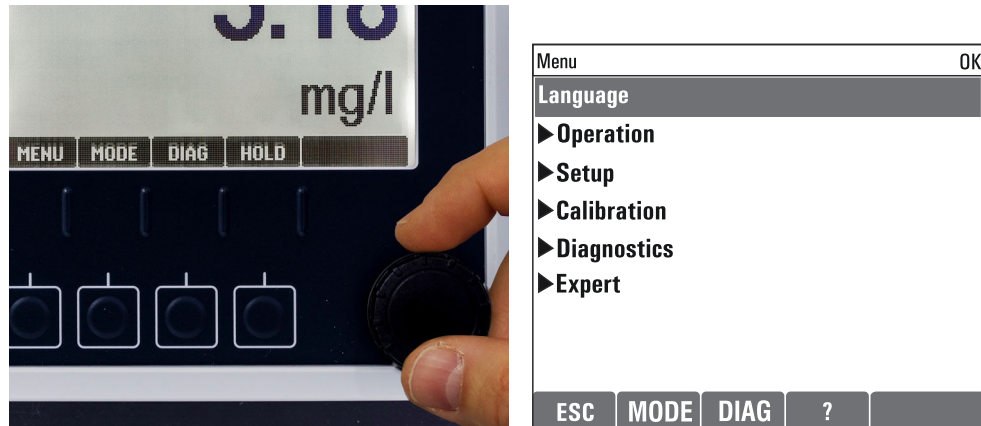 mg/l
MENU MODE DIAG HOLD
Menu OK
Language
▶Operation
▶Setup
▶Calibration
▶Diagnostics
▶Expert
ESC MODE DIAG ?